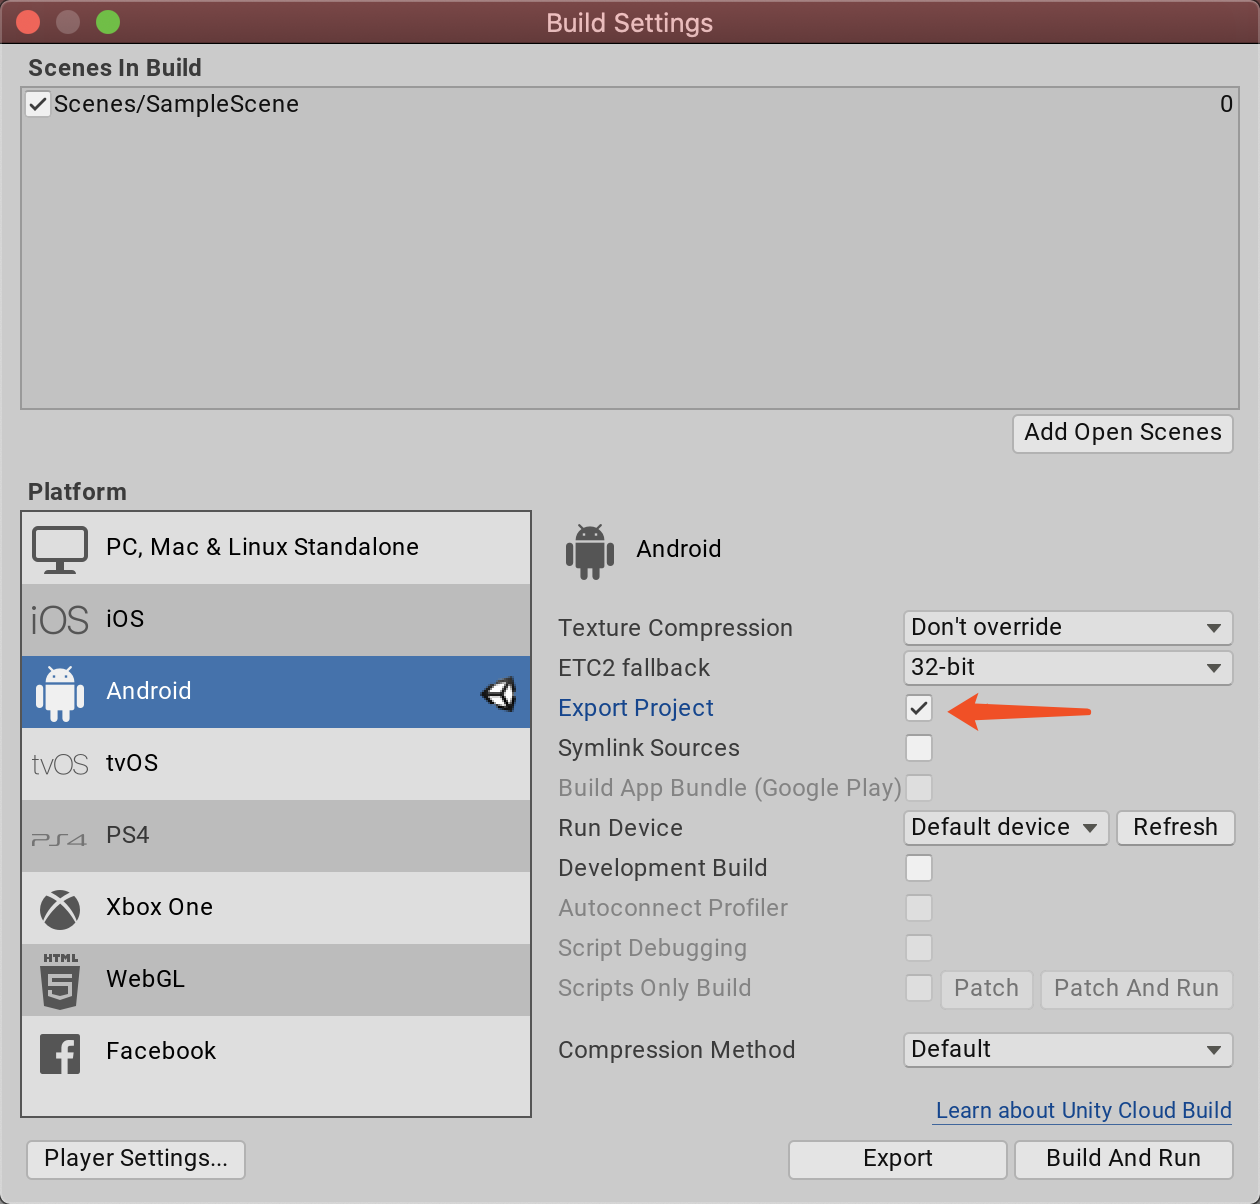 Build Settings
Scenes In Build
Scenes/SampleScene 0
Add Open Scenes
Platform
PC, Mac & Linux Standalone
iOS iOS
Android
tvOS tvOS
PS4 PS4
Xbox One
HTML 5 WebGL
f Facebook
Android
Texture Compression Don't override
ETC2 fallback 32-bit
Export Project
Symlink Sources
Build App Bundle (Google Play)
Run Device Default device Refresh
Development Build
Autoconnect Profiler
Script Debugging
Scripts Only Build Patch Patch And Run
Compression Method Default
Learn about Unity Cloud Build
Player Settings... Export Build And Run